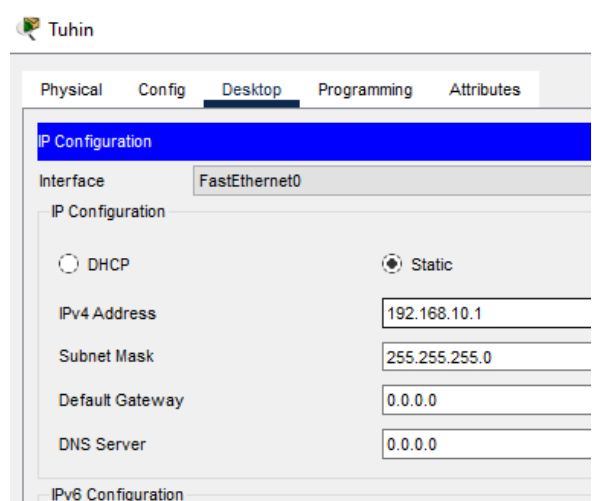 Tuhin
Physical Config Desktop Programming Attributes
IP Configuration
Interface FastEthernet0
IP Configuration
DHCP Static
IPv4 Address 192.168.10.1
Subnet Mask 255.255.255.0
Default Gateway 0.0.0.0
DNS Server 0.0.0.0
IPv6 Configuration